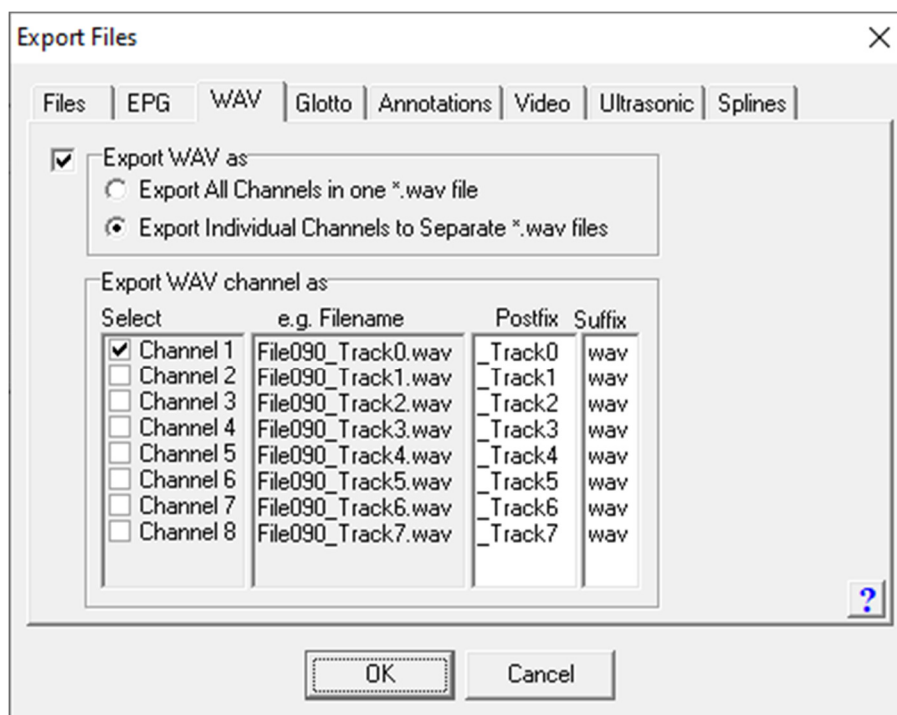 Export Files
Files EPG WAV Glotto Annotations Video Ultrasonic Splines
Export WAV as
Export All Channels in one *.wav file
Export Individual Channels to Separate *.wav files
Export WAV channel as
Select e.g. Filename Postfix Suffix
Channel 1 File090_Track0.wav _Track0 wav
Channel 2 File090_Track1.wav _Track1 wav
Channel 3 File090_Track2.wav _Track2 wav
Channel 4 File090_Track3.wav _Track3 wav
Channel 5 File090_Track4.wav _Track4 wav
Channel 6 File090_Track5.wav _Track5 wav
Channel 7 File090_Track6.wav _Track6 wav
Channel 8 File090_Track7.wav _Track7 wav
?
OK Cancel